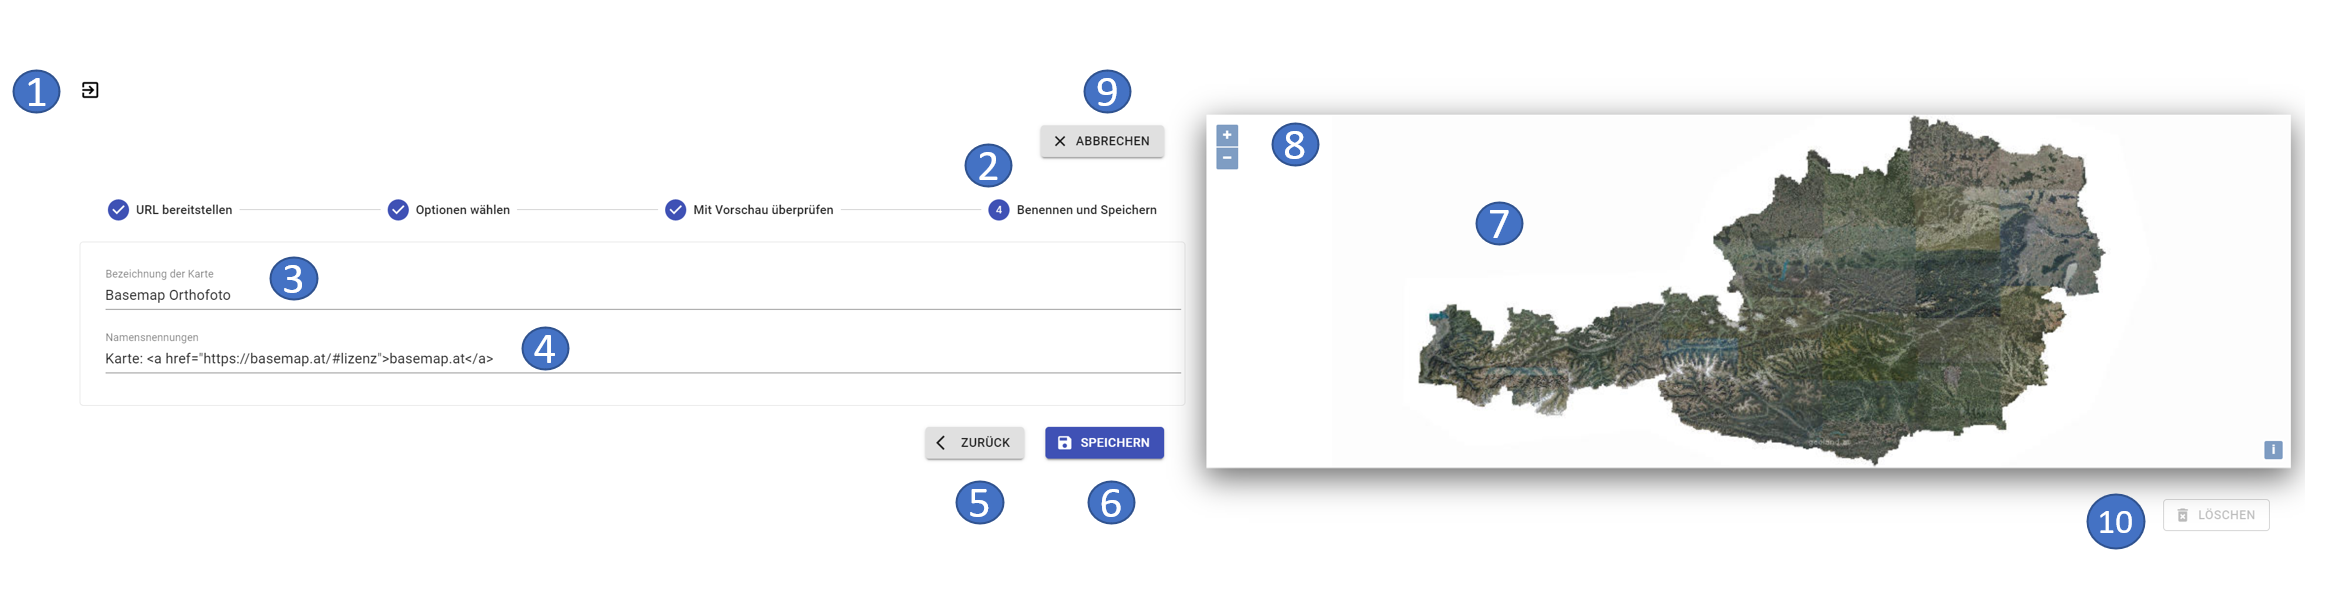 1
9
ABBRECHEN
2
URL bereitstellen
Optionen wählen
Mit Vorschau überprüfen
4 Benennen und Speichern
Bezeichnung der Karte
3
Basemap Orthofoto
Namensnennungen
4
Karte: <a href="https://basemap.at/#lizenz">basemap.at</a>
ZURÜCK
SPEICHERN
5
6
+
−
8
7
i
10
LÖSCHEN